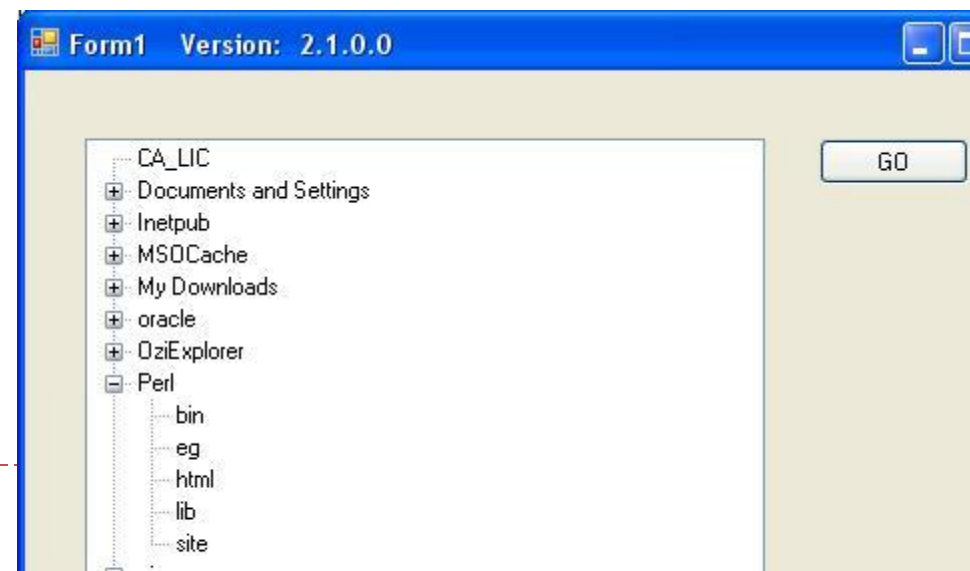 Form1 Version: 2.1.0.0
CA_LIC
GO
Documents and Settings
Inetpub
MSOCache
My Downloads
oracle
OziExplorer
Perl
bin
eg
html
lib
site